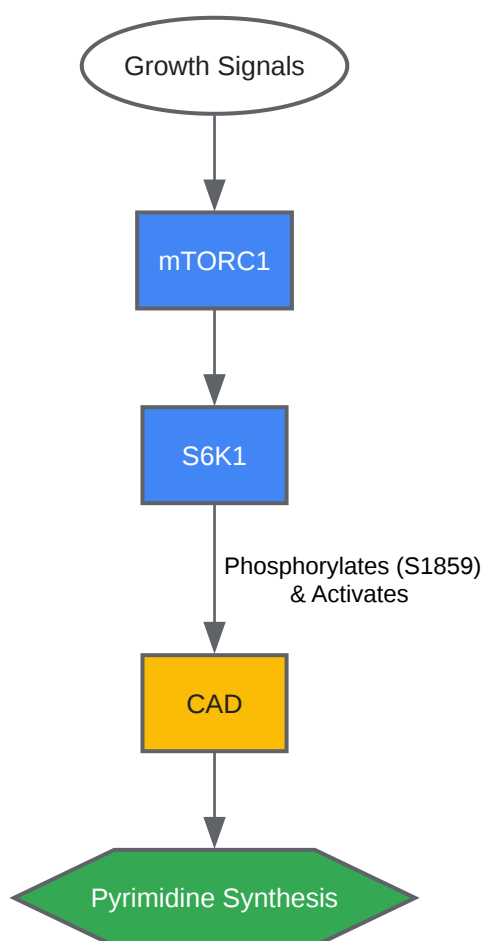 Growth Signals
mTORC1
S6K1
Phosphorylates (S1859)
& Activates
CAD
Pyrimidine Synthesis